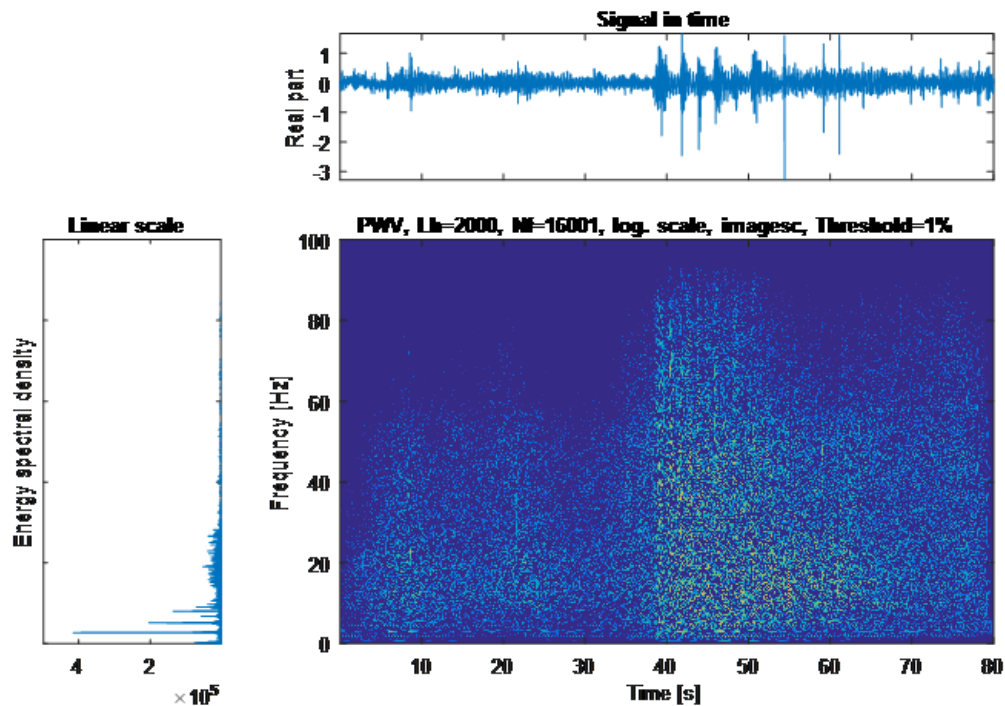 Signal in time
Real part
1
0
-1
-2
-3
Linear scale
Energy spectral density
4 2
× 10^5
PWV, Lh=2000, Nf=16001, log. scale, imagesc, Threshold=1%
Frequency [Hz]
100
80
60
40
20
0
10 20 30 40 50 60 70 80
Time [s]